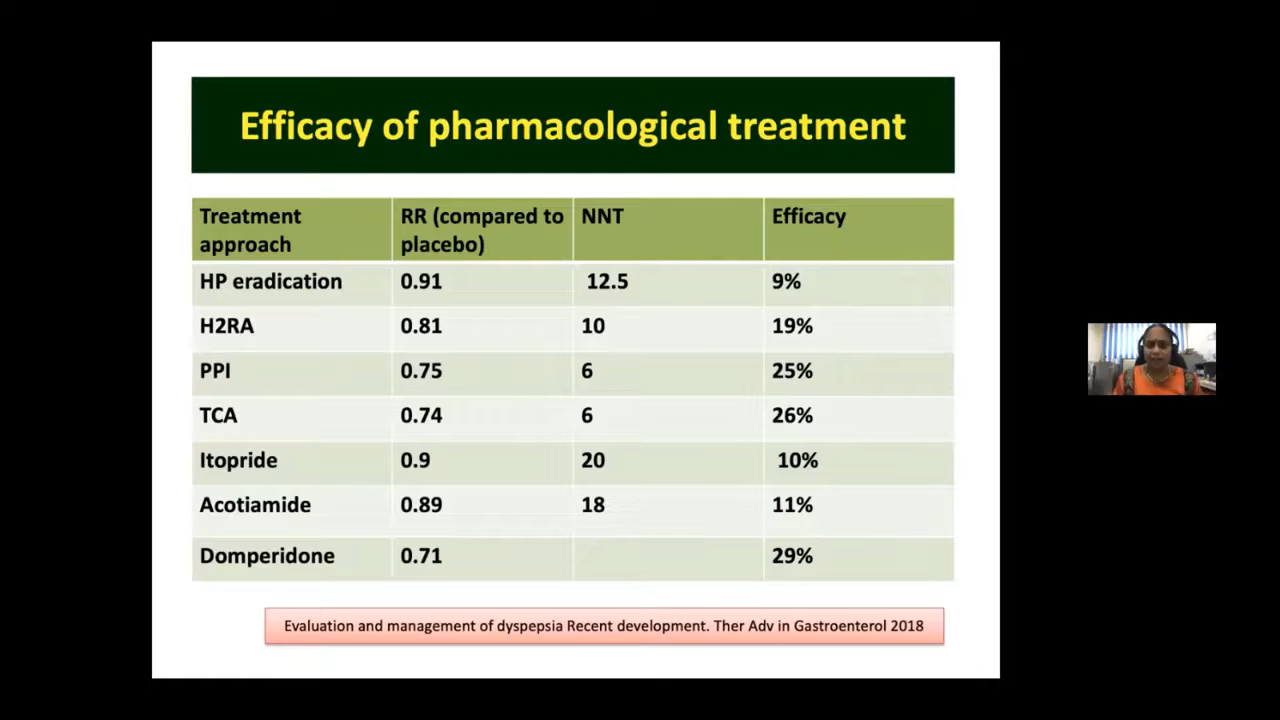 Efficacy of pharmacological treatment
Treatment approach RR (compared to placebo) NNT Efficacy
HP eradication 0.91 12.5 9%
H2RA 0.81 10 19%
PPI 0.75 6 25%
TCA 0.74 6 26%
Itopride 0.9 20 10%
Acotiamide 0.89 18 11%
Domperidone 0.71 29%
Evaluation and management of dyspepsia Recent development. Ther Adv in Gastroenterol 2018